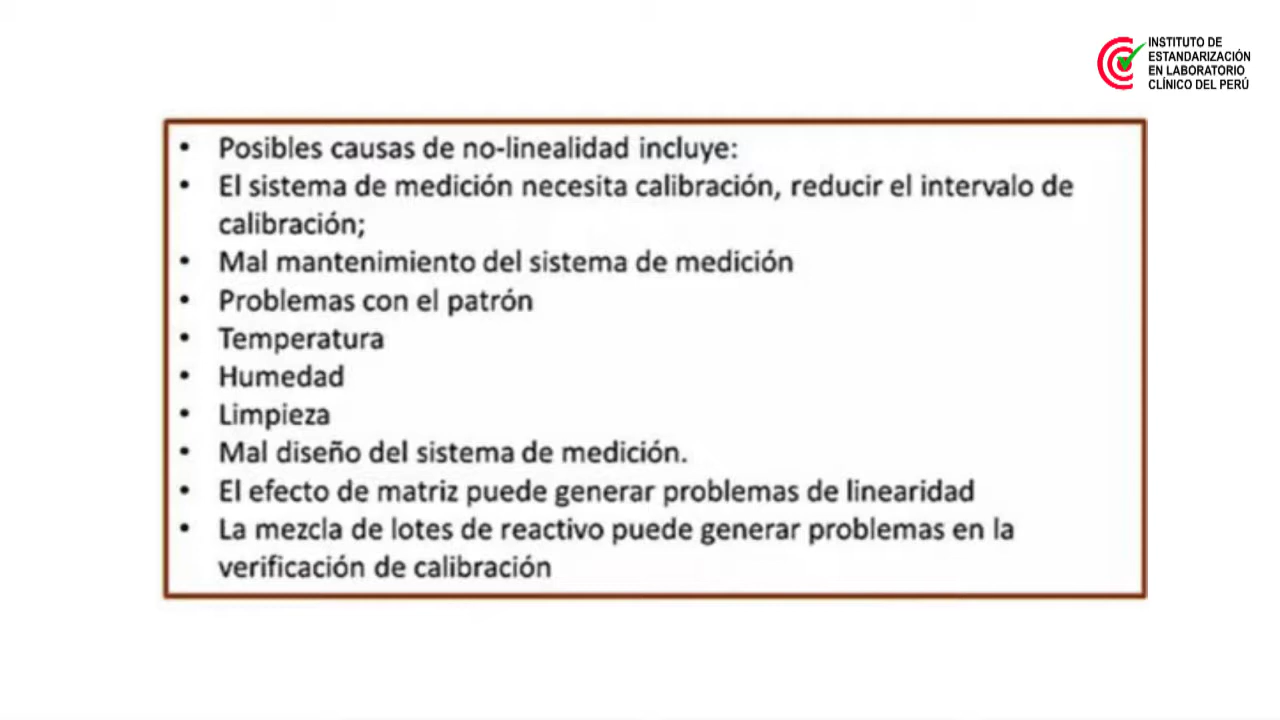 INSTITUTO DE
ESTANDARIZACIÓN
EN LABORATORIO
CLÍNICO DEL PERÚ
• Posibles causas de no-linealidad incluye:
• El sistema de medición necesita calibración, reducir el intervalo de
calibración;
• Mal mantenimiento del sistema de medición
• Problemas con el patrón
• Temperatura
• Humedad
• Limpieza
• Mal diseño del sistema de medición.
• El efecto de matriz puede generar problemas de linearidad
• La mezcla de lotes de reactivo puede generar problemas en la
verificación de calibración